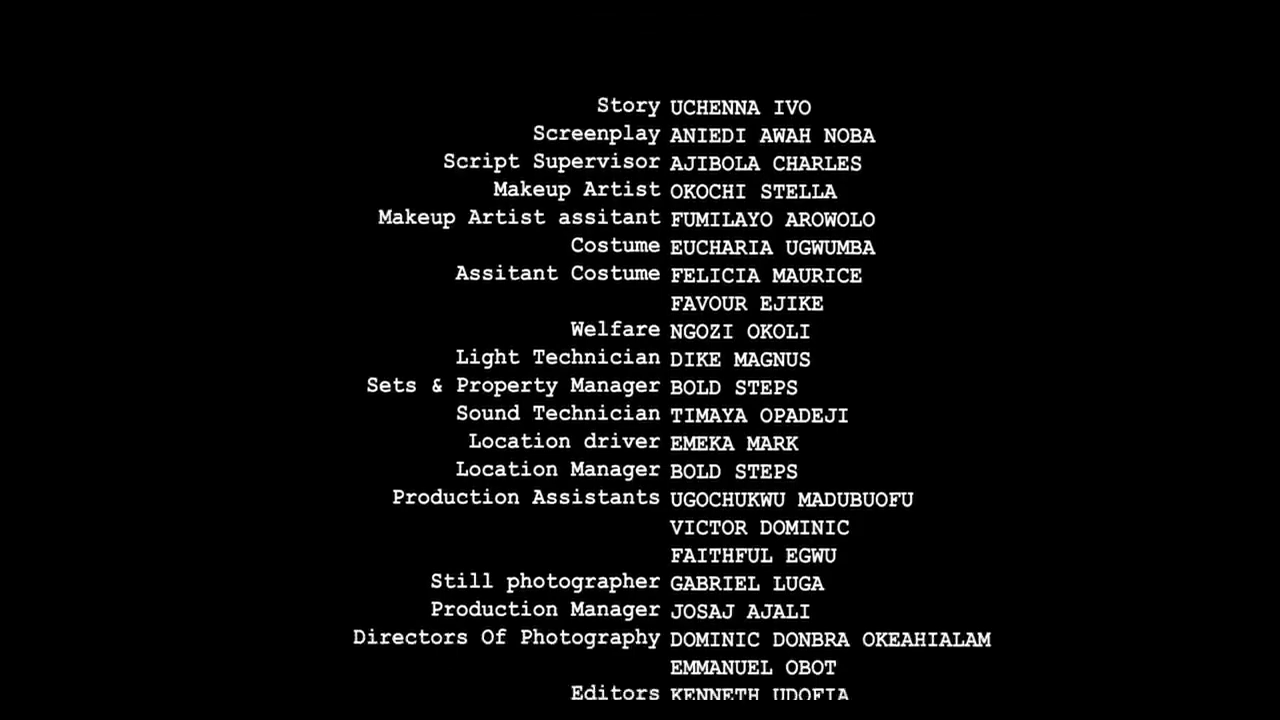 Story UCHENNA IVO
Screenplay ANIEDI AWAH NOBA
Script Supervisor AJIBOLA CHARLES
Makeup Artist OKOCHI STELLA
Makeup Artist assitant FUMILAYO AROWOLO
Costume EUCHARIA UGWUMBA
Assitant Costume FELICIA MAURICE
FAVOUR EJIKE
Welfare NGOZI OKOLI
Light Technician DIKE MAGNUS
Sets & Property Manager BOLD STEPS
Sound Technician TIMAYA OPADEJI
Location driver EMEKA MARK
Location Manager BOLD STEPS
Production Assistants UGOCHUKWU MADUBUOFU
VICTOR DOMINIC
FAITHFUL EGWU
Still photographer GABRIEL LUGA
Production Manager JOSAJ AJALI
Directors Of Photography DOMINIC DONBRA OKEAHIALAM
EMMANUEL OBOT
Editors KENNETH UDOFIA